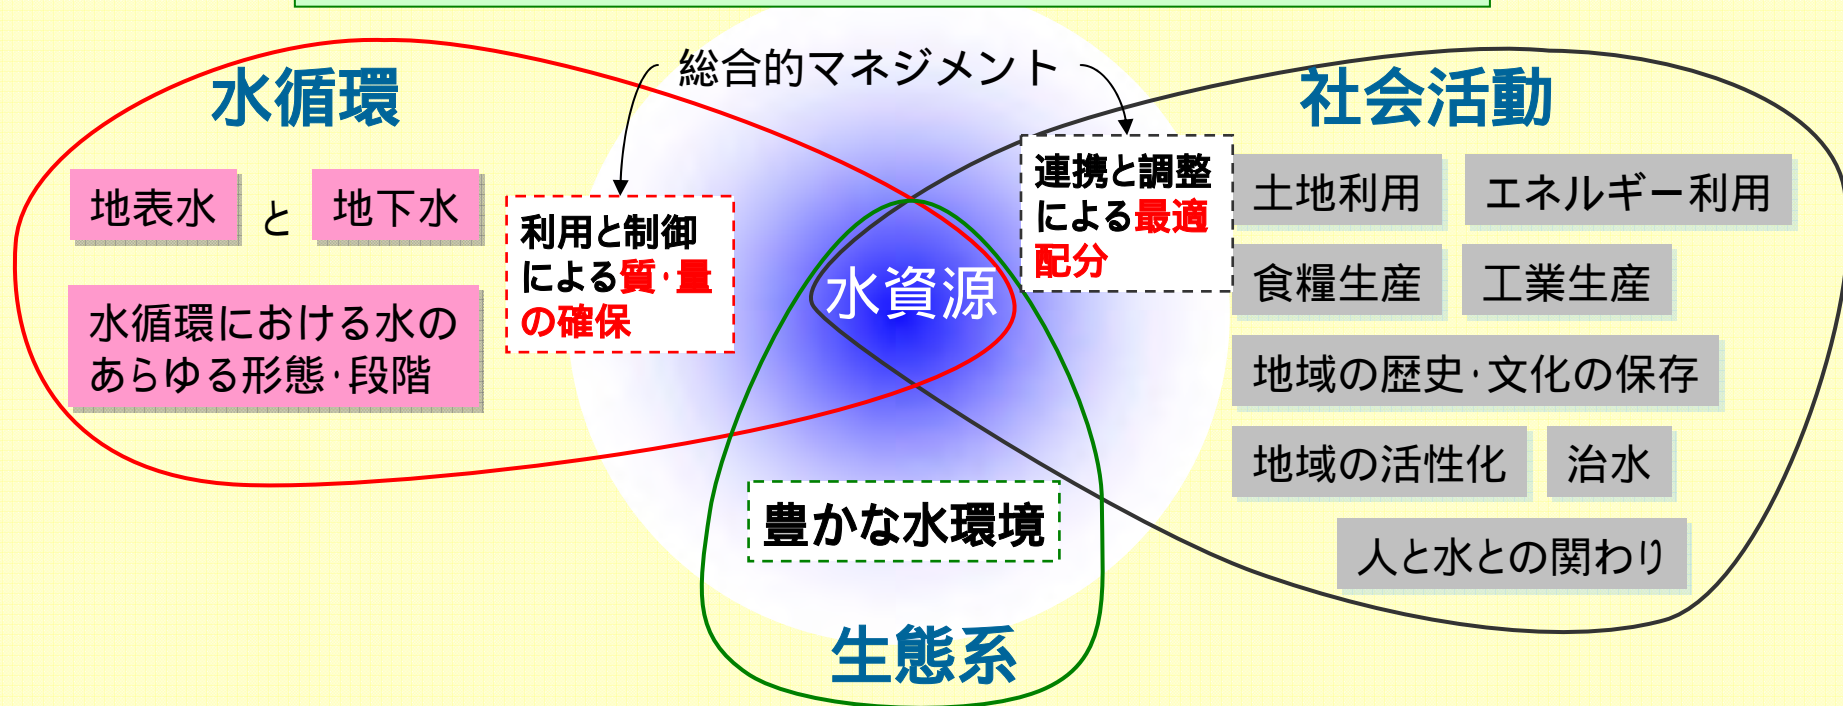 総合的マネジメント
水循環
地表水
と
地下水
水循環における水の
あらゆる形態・段階
利用と制御
による質・量
の確保
水資源
連携と調整
による最適
配分
社会活動
土地利用
エネルギー利用
食糧生産
工業生産
地域の歴史・文化の保存
地域の活性化
治水
人と水との関わり
豊かな水環境
生態系